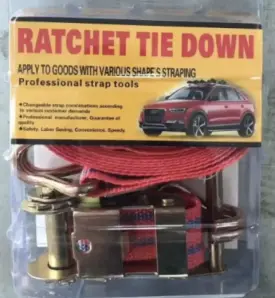 RATCHET TIE DOWN
APPLY TO GOODS WITH VARIOUS SHAPE'S STRAPING
Professional strap tools
Changeable strap combinations according
to various customer demands
Professional manufacturer, Guarantee of
quality
Safety, Labor Saving, Convenience, Speedy